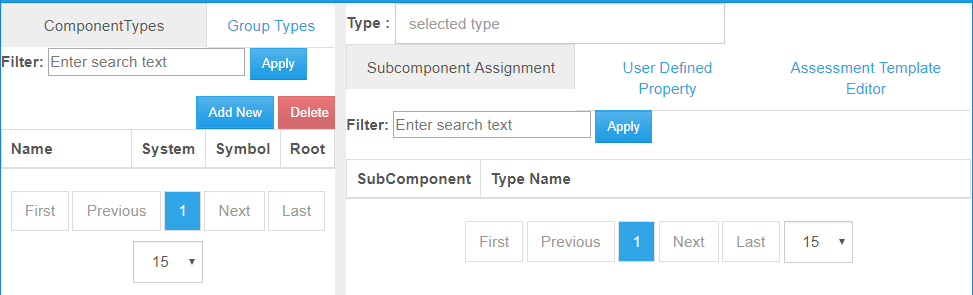 ComponentTypes Group Types
Filter: Enter search text Apply
Add New Delete
Name System Symbol Root
First Previous 1 Next Last
15
Type : selected type
Subcomponent Assignment User Defined Property Assessment Template Editor
Filter: Enter search text Apply
SubComponent Type Name
First Previous 1 Next Last 15